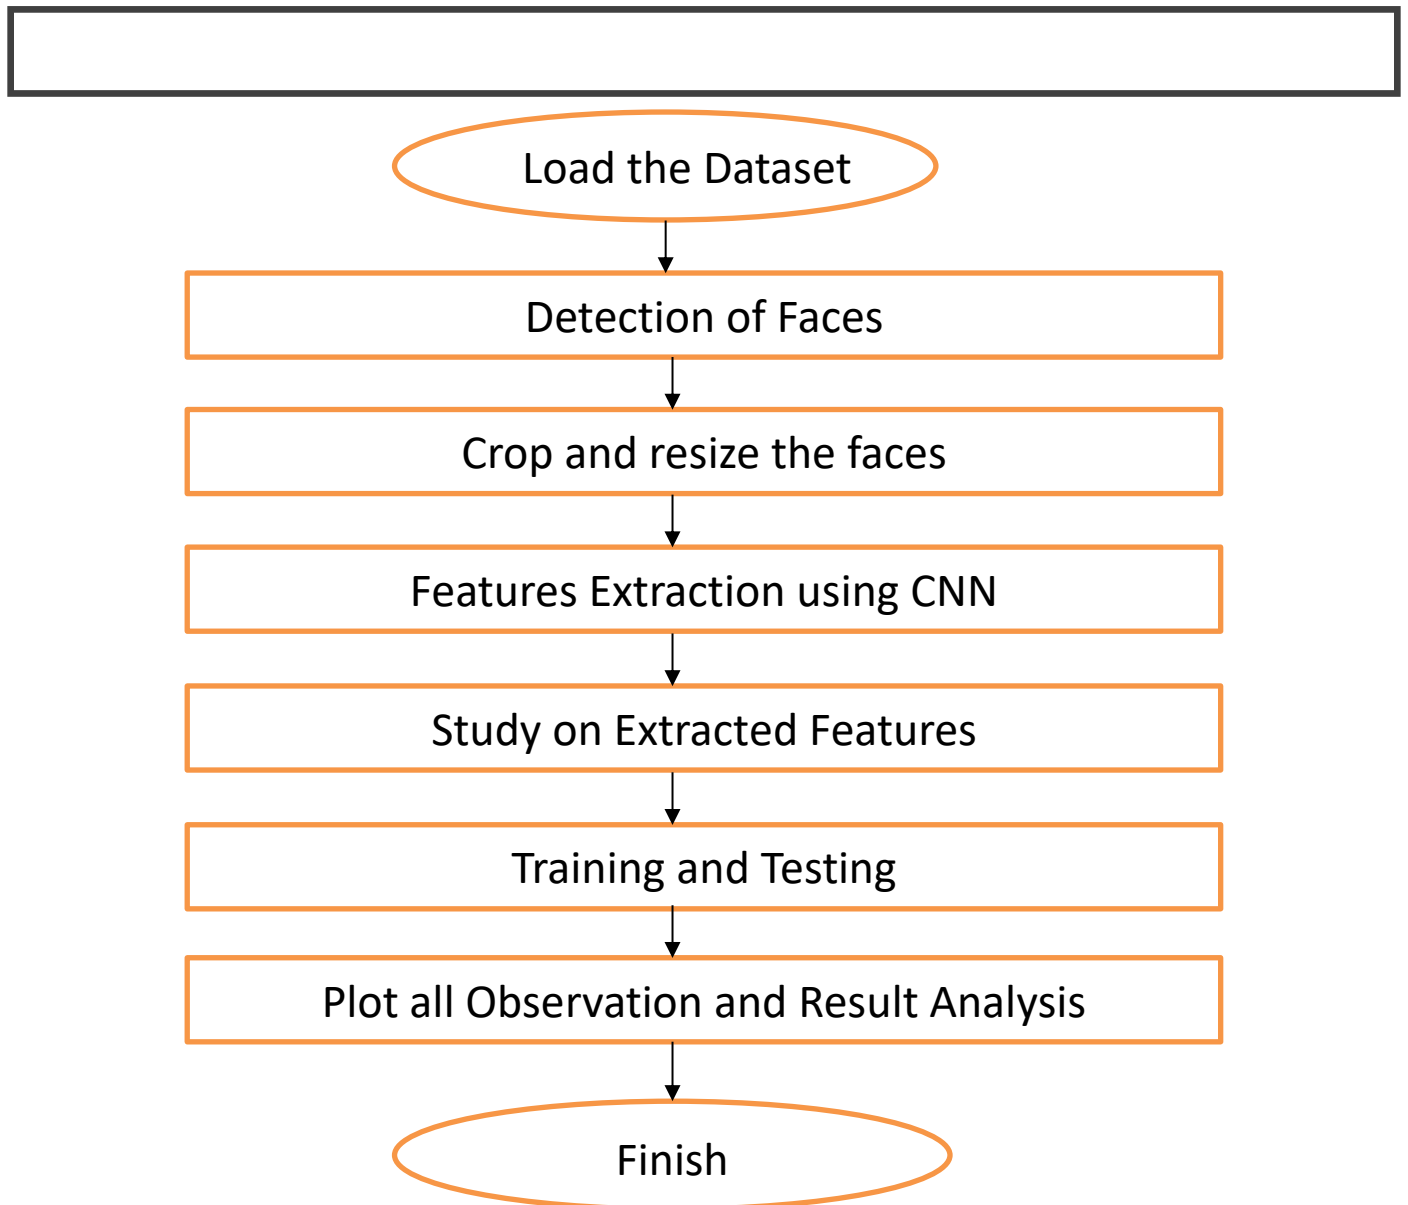 Load the Dataset
Detection of Faces
Crop and resize the faces
Features Extraction using CNN
Study on Extracted Features
Training and Testing
Plot all Observation and Result Analysis
Finish